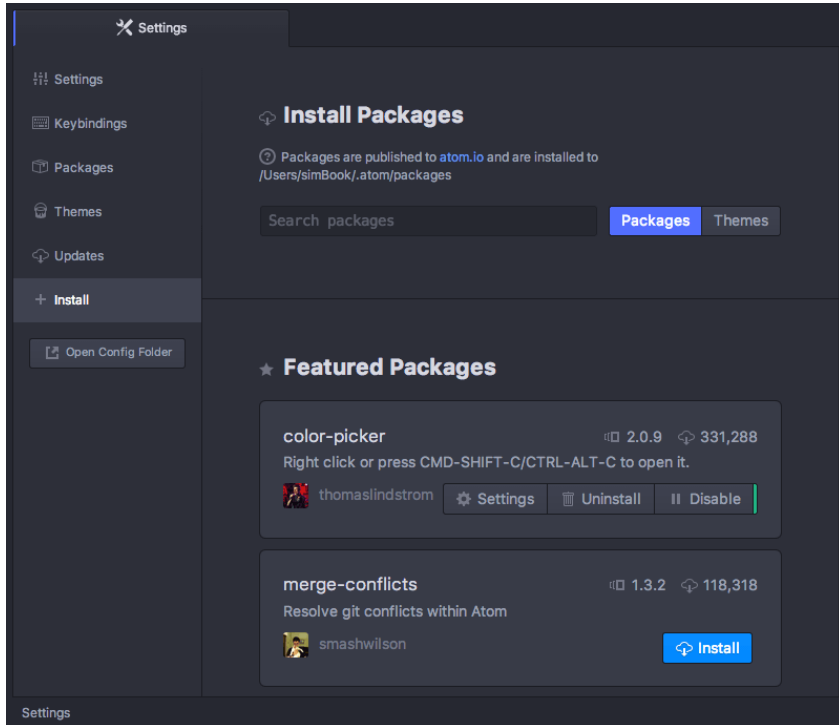 Settings
Settings
Keybindings
Packages
Themes
Updates
Install
Open Config Folder
Install Packages
Packages are published to atom.io and are installed to
/Users/simBook/.atom/packages
Search packages
Packages Themes
Featured Packages
color-picker 2.0.9 331,288
Right click or press CMD-SHIFT-C/CTRL-ALT-C to open it.
thomaslindstrom Settings Uninstall Disable
merge-conflicts 1.3.2 118,318
Resolve git conflicts within Atom
smashwilson Install
Settings